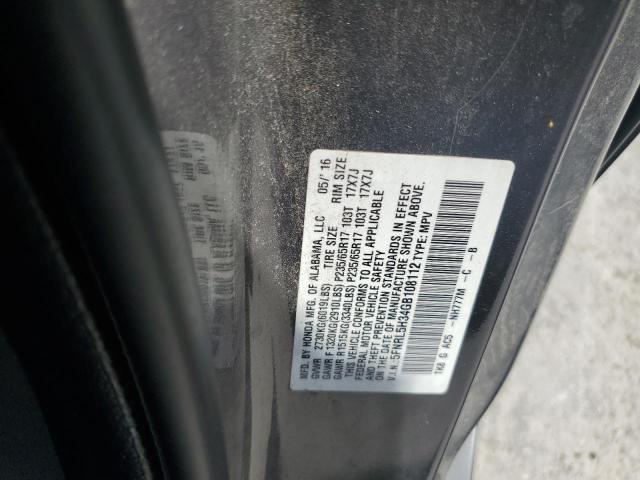 MFD. BY HONDA MFG. OF ALABAMA, LLC 05/'16
GVWR 2730KG(6019LBS) TIRE SIZE RIM SIZE
GAWR F 1320KG(2910LBS) P235/65R17 103T 17X7J
GAWR R1515KG(3340LBS) P235/65R17 103T 17X7J
THIS VEHICLE CONFORMS TO ALL APPLICABLE
FEDERAL MOTOR VEHICLE SAFETY
AND THEFT PREVENTION STANDARDS IN EFFECT
ON THE DATE OF MANUFACTURE SHOWN ABOVE.
V.I.N.: 5FNRL5H34GB108112 TYPE: MPV
TK8 G AC5 -NH777M -C -B